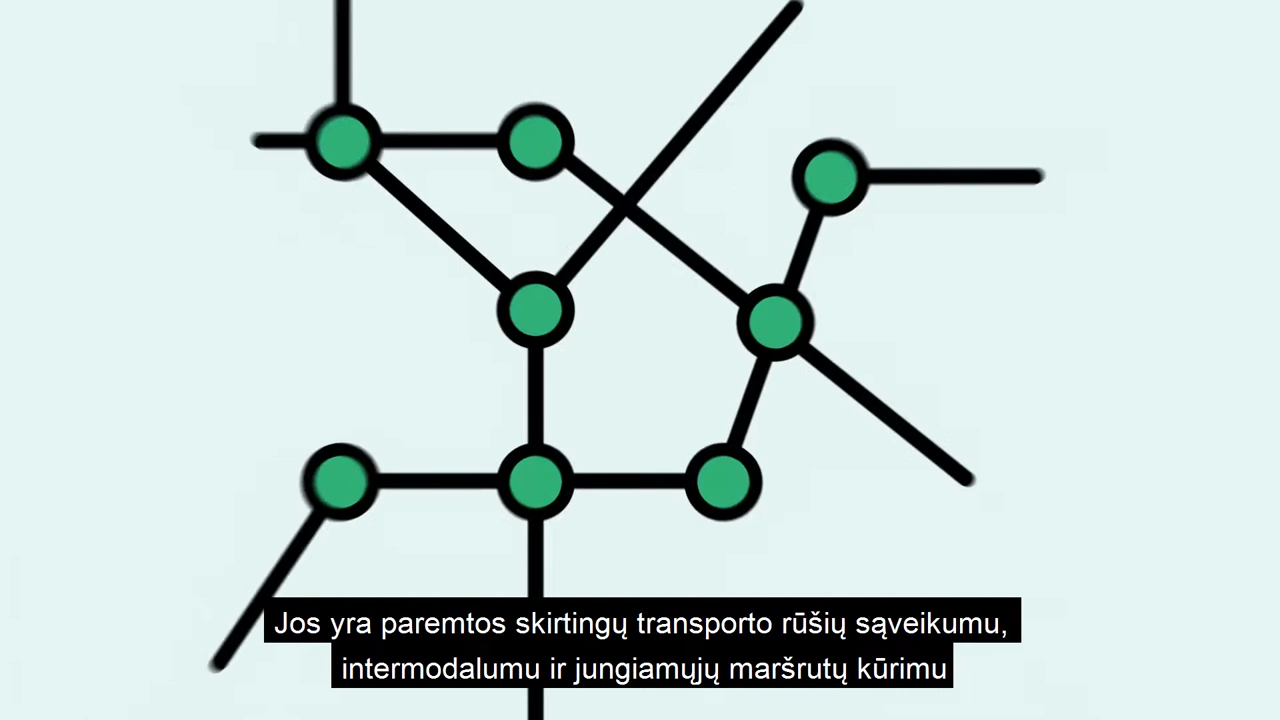 Jos yra paremtos skirtingų transporto rūšių sąveikumu,
intermodalumu ir jungiamųjų maršrutų kūrimu